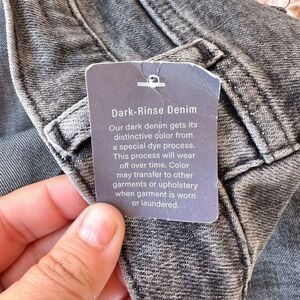 Dark-Rinse Denim
Our dark denim gets its
distinctive color from
a special dye process.
This process will wear
off over time. Color
may transfer to other
garments or upholstery
when garment is worn
or laundered.